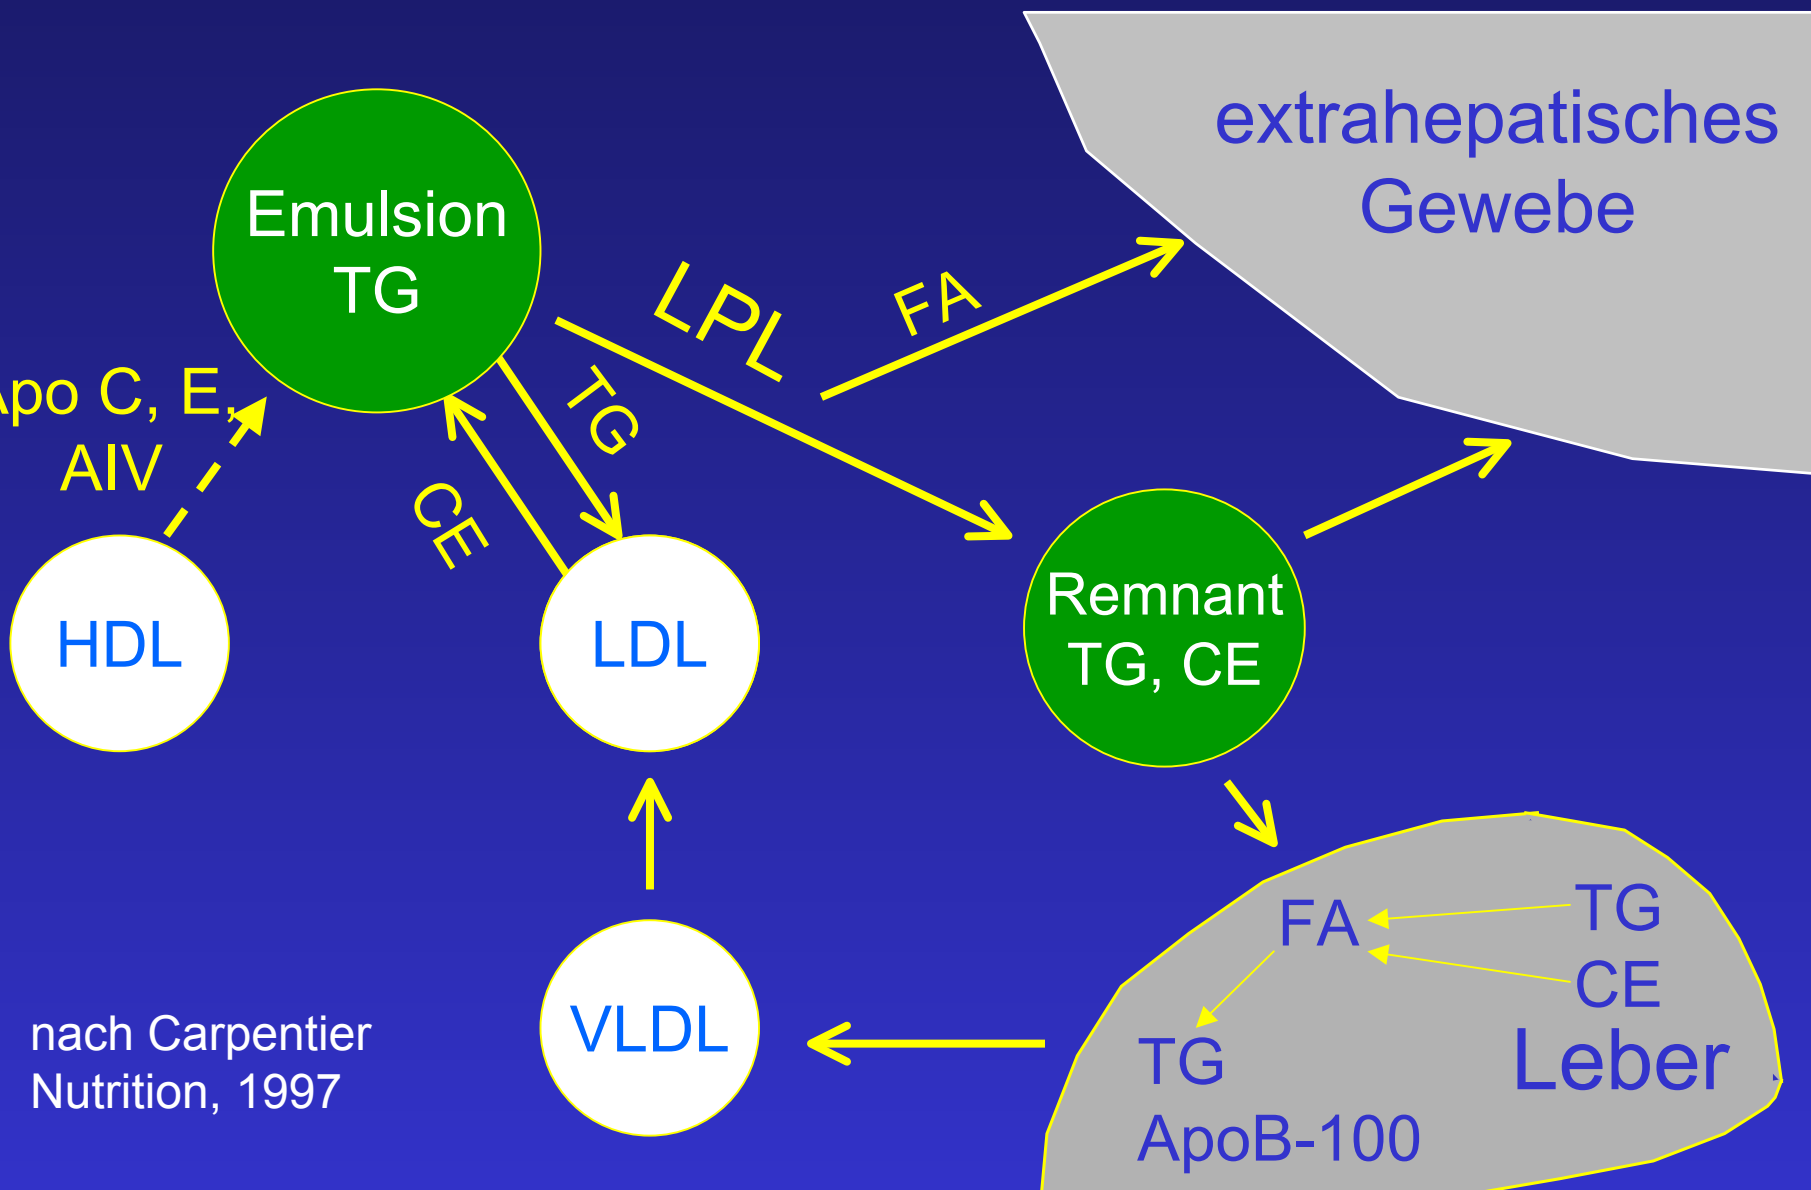 extrahepatisches
Gewebe
Emulsion
TG
LPL
FA
TG
CE
Apo C, E,
AIV
HDL
LDL
Remnant
TG, CE
FA
TG
CE
Leber
TG
ApoB-100
VLDL
nach Carpentier
Nutrition, 1997